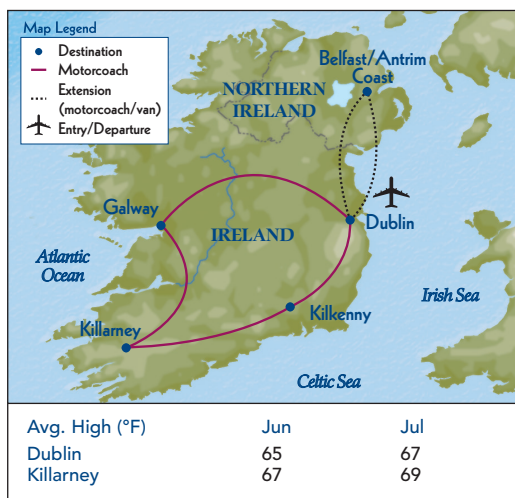 Map Legend
Destination
Motorcoach
Extension
(motorcoach/van)
Entry/Departure
Belfast/Antrim
Coast
NORTHERN
IRELAND
Galway
Dublin
IRELAND
Atlantic
Ocean
Irish Sea
Kilkenny
Killarney
Celtic Sea
Avg. High (°F) Jun Jul
Dublin 65 67
Killarney 67 69